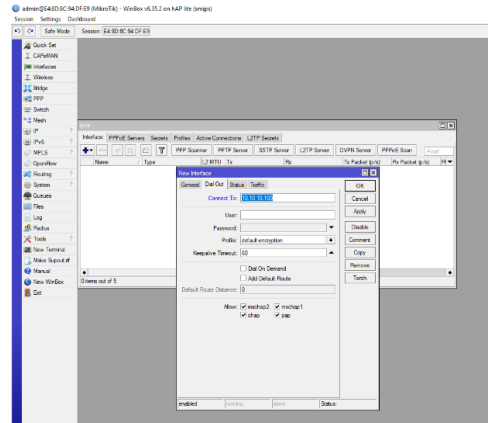 admin@E4:8D:8C:94:DF:E9 (MikroTik) - WinBox v6.35.2 on hAP lite (smips)
Session Settings Dashboard
Safe Mode Session: E4:8D:8C:94:DF:E9
Quick Set
CAPsMAN
Interfaces
Wireless
Bridge
PPP
Switch
Mesh
IP
IPv6
MPLS
OpenFlow
Routing
System
Queues
Files
Log
Radius
Tools
New Terminal
Make Supout.rif
Manual
New WinBox
Exit
PPP
Interface PPPoE Servers Secrets Profiles Active Connections L2TP Secrets
PPP Scanner PPTP Server SSTP Server L2TP Server OVPN Server PPPoE Scan Find
Name Type L2 MTU Tx Rx Tx Packet (p/s) Rx Packet (p/s)
0 items out of 5
New Interface
General Dial Out Status Traffic
Connect To: 10.10.10.100
User:
Password:
Profile: default-encryption
Keepalive Timeout: 60
Dial On Demand
Add Default Route
Default Route Distance: 0
Allow: mschap2 mschap1
chap pap
OK
Cancel
Apply
Disable
Comment
Copy
Remove
Torch
enabled running slave Status: